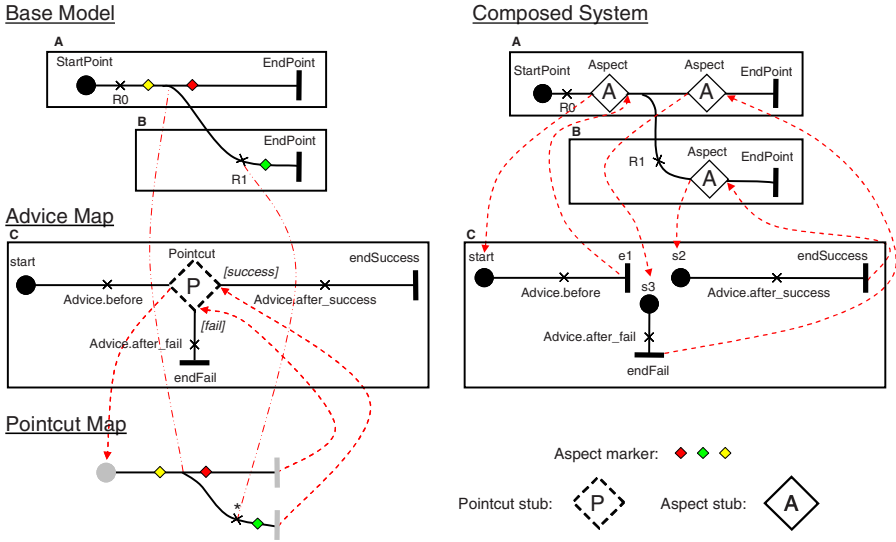 Base Model
A
StartPoint
EndPoint
R0
B
EndPoint
R1
Advice Map
C
start
Pointcut
[success]
endSuccess
P
Advice.before
Advice.after_success
[fail]
Advice.after_fail
endFail
Pointcut Map
*
Composed System
A
Aspect
Aspect
StartPoint
EndPoint
A
A
R0
B
Aspect
R1
EndPoint
A
C
start
e1
s2
endSuccess
s3
Advice.before
Advice.after_success
Advice.after_fail
endFail
Aspect marker:
Pointcut stub:
P
Aspect stub:
A